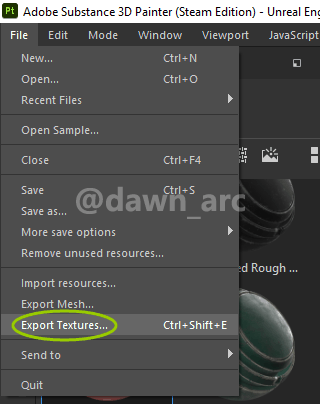 Pt Adobe Substance 3D Painter (Steam Edition) - Unreal Eng
File Edit Mode Window Viewport JavaScript
New... Ctrl+N
Open... Ctrl+O
Recent Files
Open Sample...
Close Ctrl+F4
Save Ctrl+S
Save as...
@dawn_arc
More save options
Remove unused resources...
ed Rough ...
Import resources...
Export Mesh...
Export Textures... Ctrl+Shift+E
Send to
Quit